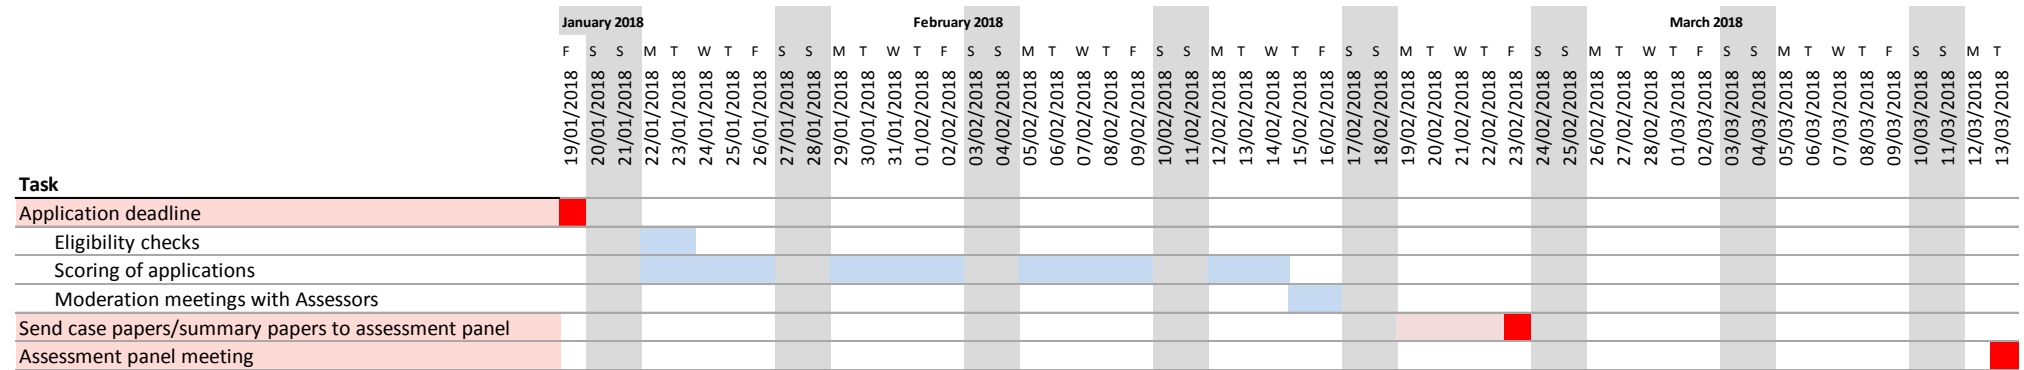 January 2018 February 2018 March 2018
F S S M T W T F S S M T W T F S S M T W T F S S M T W T F S S M T W T F S S M T W T F S S M T W T F S S M T
19/01/2018 20/01/2018 21/01/2018 22/01/2018 23/01/2018 24/01/2018 25/01/2018 26/01/2018 27/01/2018 28/01/2018 29/01/2018 30/01/2018 31/01/2018 01/02/2018 02/02/2018 03/02/2018 04/02/2018 05/02/2018 06/02/2018 07/02/2018 08/02/2018 09/02/2018 10/02/2018 11/02/2018 12/02/2018 13/02/2018 14/02/2018 15/02/2018 16/02/2018 17/02/2018 18/02/2018 19/02/2018 20/02/2018 21/02/2018 22/02/2018 23/02/2018 24/02/2018 25/02/2018 26/02/2018 27/02/2018 28/02/2018 01/03/2018 02/03/2018 03/03/2018 04/03/2018 05/03/2018 06/03/2018 07/03/2018 08/03/2018 09/03/2018 10/03/2018 11/03/2018 12/03/2018 13/03/2018
Task
Application deadline
Eligibility checks
Scoring of applications
Moderation meetings with Assessors
Send case papers/summary papers to assessment panel
Assessment panel meeting